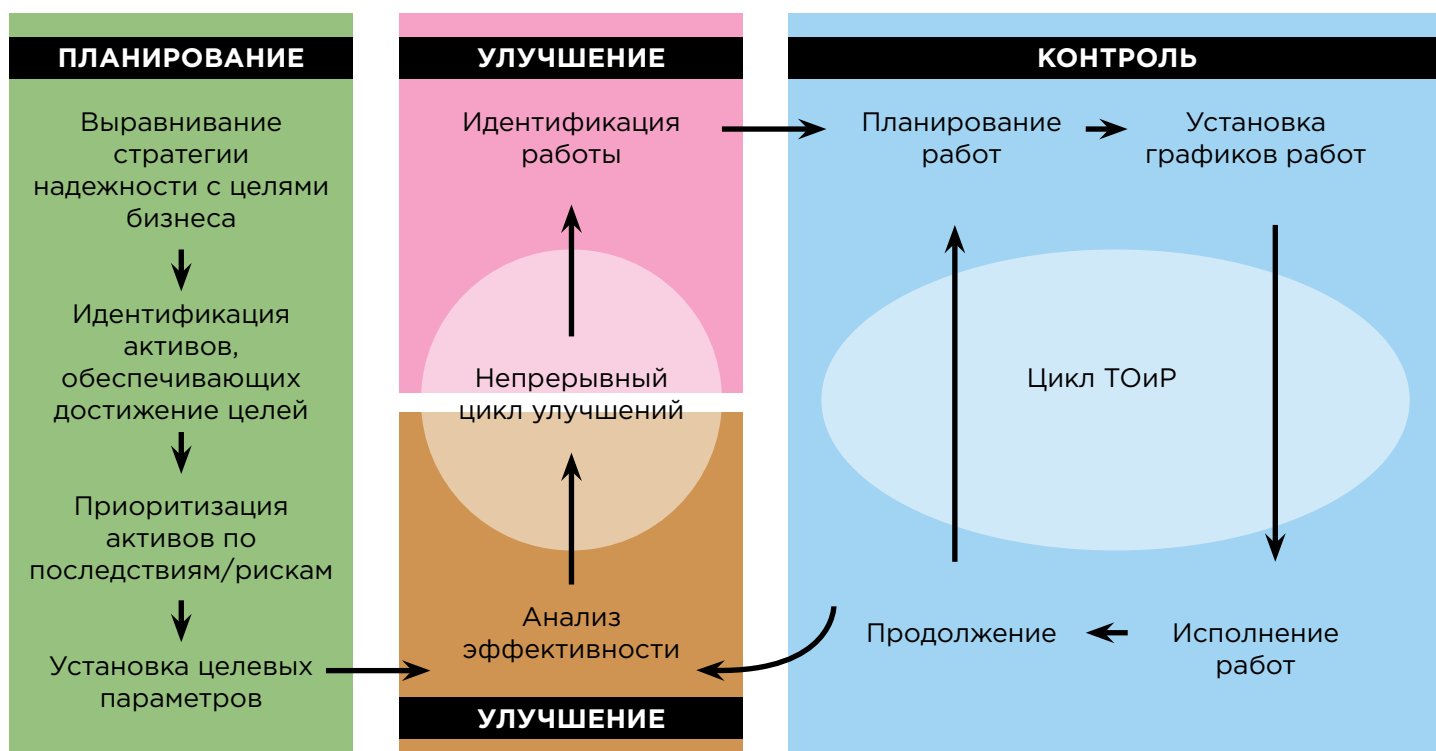 ПЛАНИРОВАНИЕ
Выравнивание
стратегии
надежности с целями
бизнеса
Идентификация
активов,
обеспечивающих
достижение целей
Приоритизация
активов по
последствиям/рискам
Установка целевых
параметров
УЛУЧШЕНИЕ
Идентификация
работы
Непрерывный
цикл улучшений
Анализ
эффективности
УЛУЧШЕНИЕ
КОНТРОЛЬ
Планирование
работ
Установка
графиков работ
Цикл ТОиР
Продолжение
Исполнение
работ